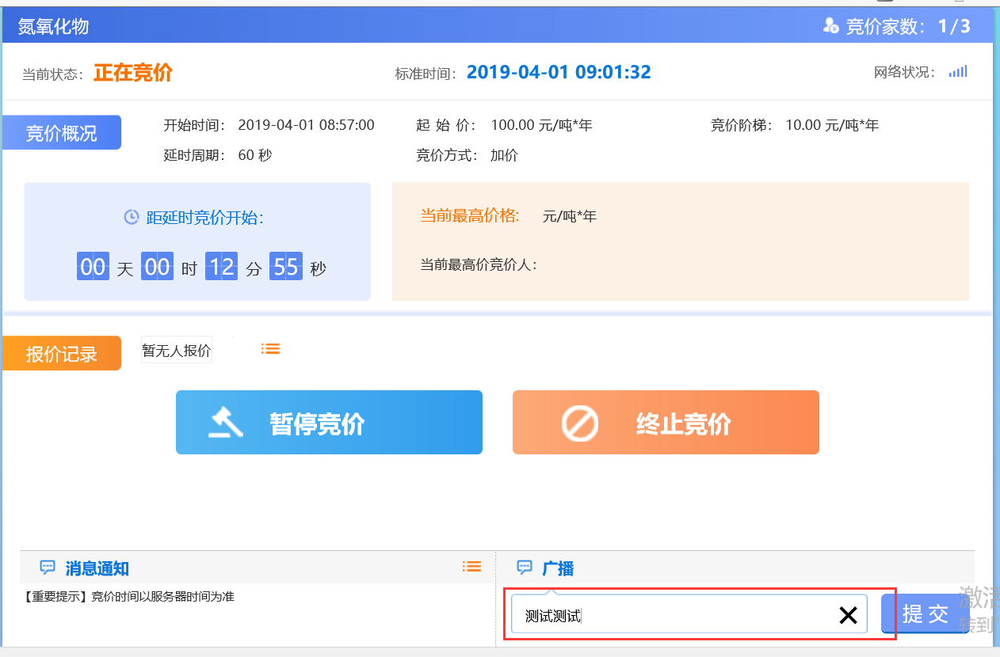 氮氧化物
竞价家数： 1 / 3
当前状态： 正在竞价
标准时间： 2019-04-01 09:01:32
网络状况：
竞价概况
开始时间： 2019-04-01 08:57:00
起 始 价： 100.00 元/吨*年
竞价阶梯： 10.00 元/吨*年
延时周期： 60 秒
竞价方式： 加价
距延时竞价开始：
00 天 00 时 12 分 55 秒
当前最高价格: 元/吨*年
当前最高价竞价人：
报价记录
暂无人报价
暂停竞价
终止竞价
消息通知
广播
【重要提示】竞价时间以服务器时间为准
测试测试
提 交
激活
转到